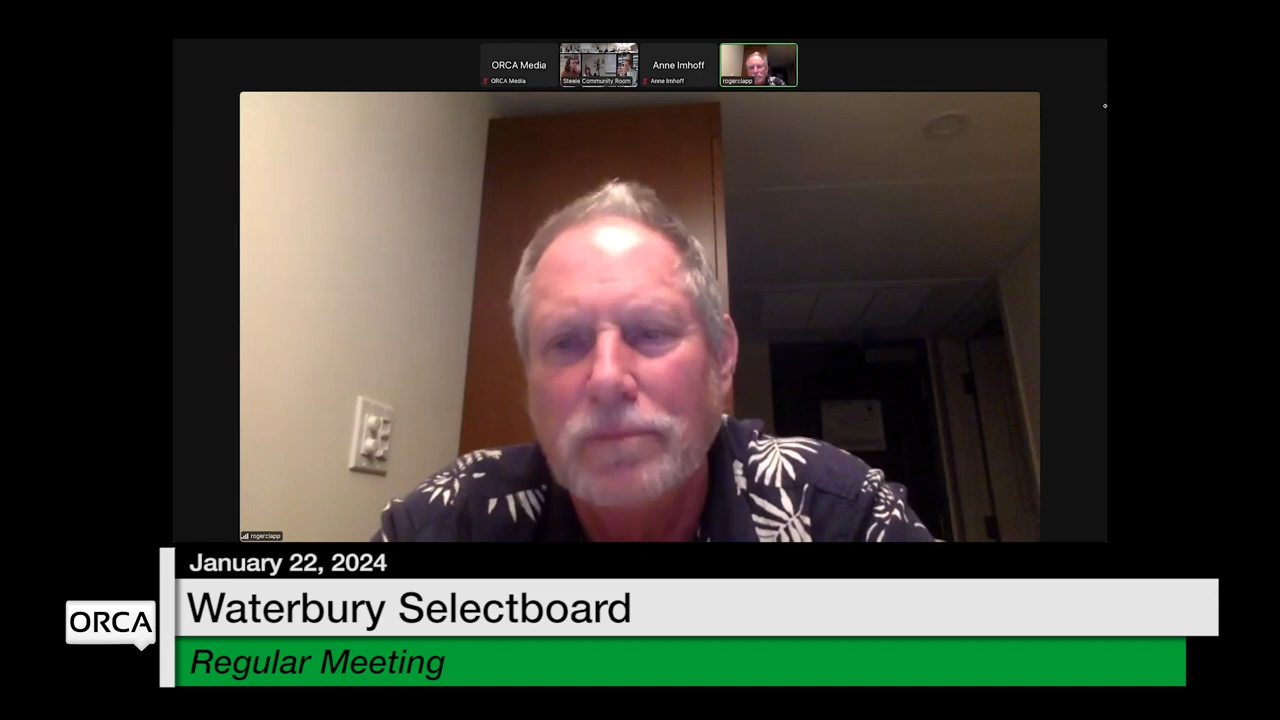 ORCA Media
Anne Imhoff
ORCA Media
Steele Community Room
Anne Imhoff
rogerclapp
rogerclapp
January 22, 2024
Waterbury Selectboard
ORCA
Regular Meeting